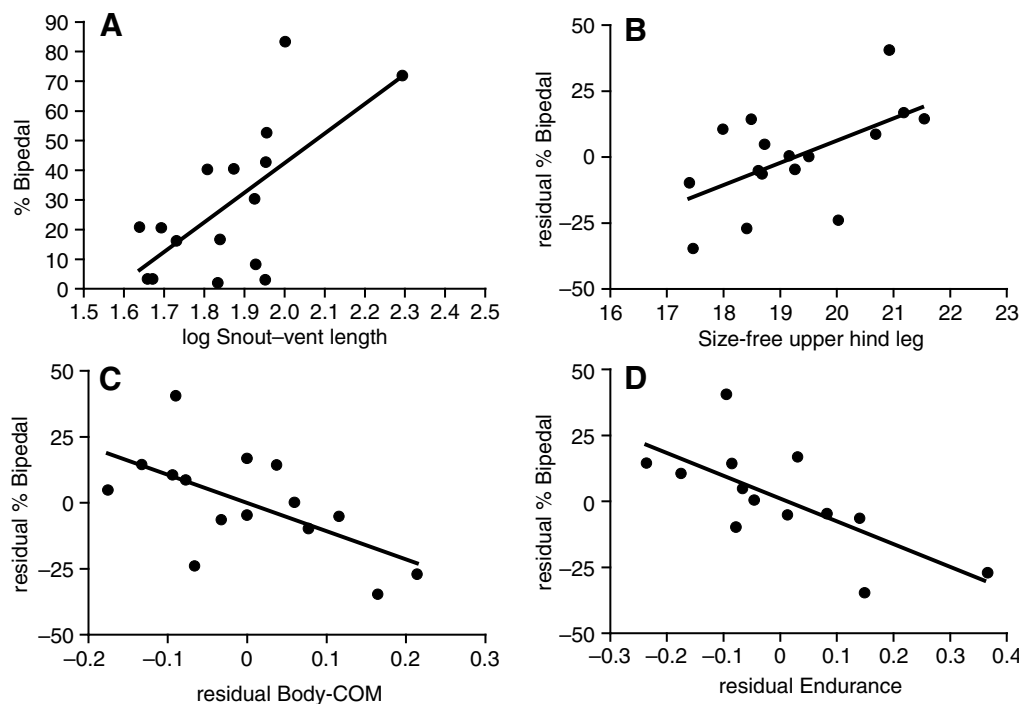 A
90
80
70
60
50
40
30
20
10
0
% Bipedal
1.5 1.6 1.7 1.8 1.9 2.0 2.1 2.2 2.3 2.4 2.5
log Snout–vent length
B
50
25
0
–25
–50
residual % Bipedal
16 17 18 19 20 21 22 23
Size-free upper hind leg
C
50
25
0
–25
–50
residual % Bipedal
–0.2 –0.1 0 0.1 0.2 0.3
residual Body-COM
D
50
25
0
–25
–50
residual % Bipedal
–0.3 –0.2 –0.1 0 0.1 0.2 0.3 0.4
residual Endurance